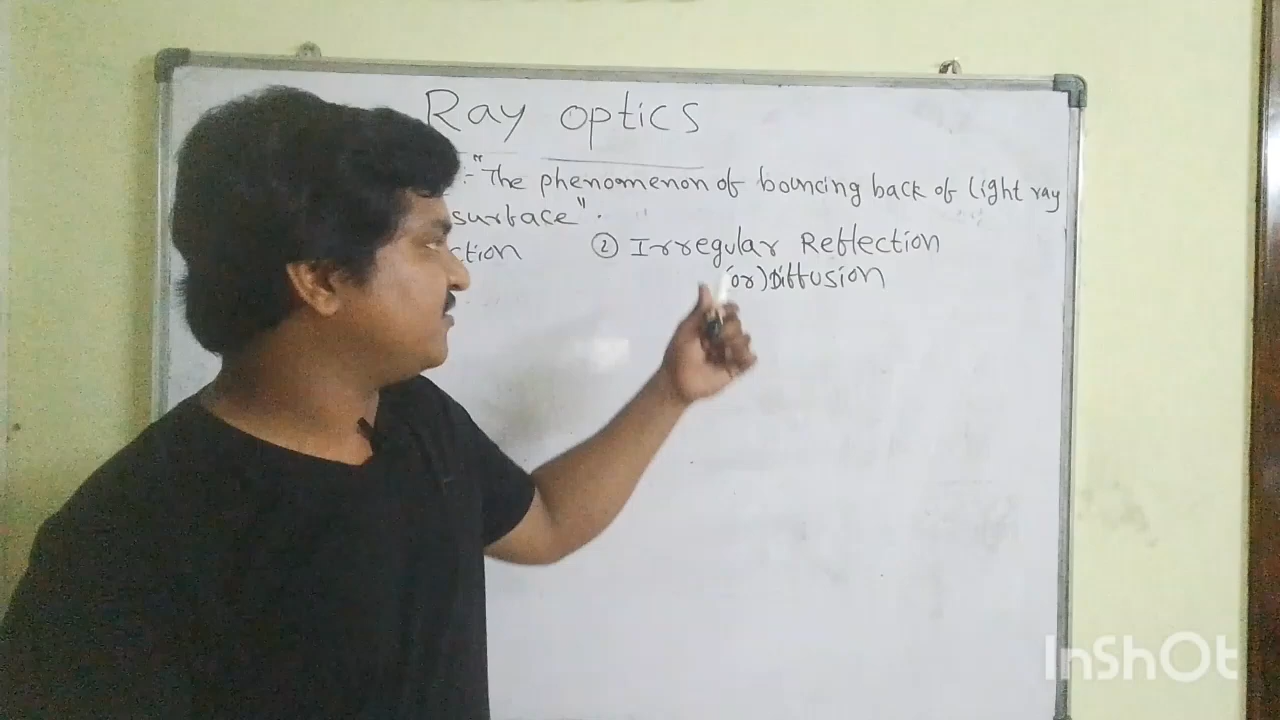 Ray optics
:- "The phenomenon of bouncing back of light ray
surface".
ction ② Irregular Reflection
(or) Diffusion
InShOt